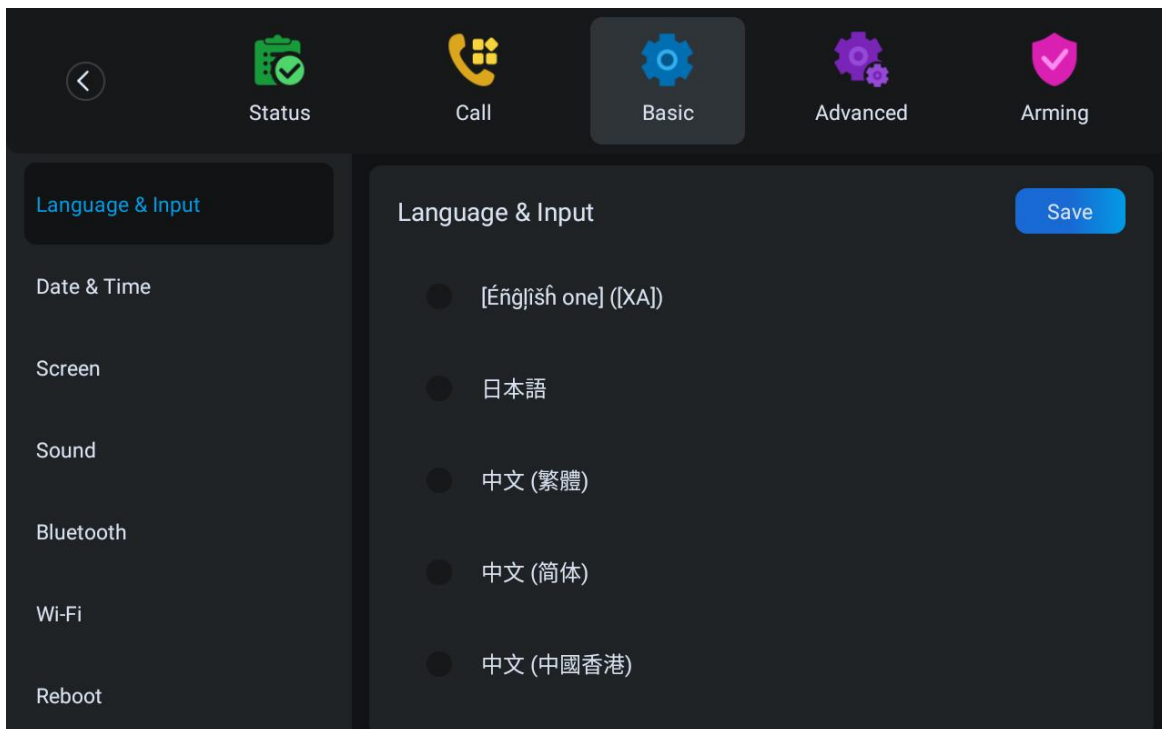 Status
Call
Basic
Advanced
Arming
Language & Input
Date & Time
Screen
Sound
Bluetooth
Wi-Fi
Reboot
Language & Input
Save
[Éñĝļîšĥ one] ([XA])
日本語
中文 (繁體)
中文 (简体)
中文 (中國香港)